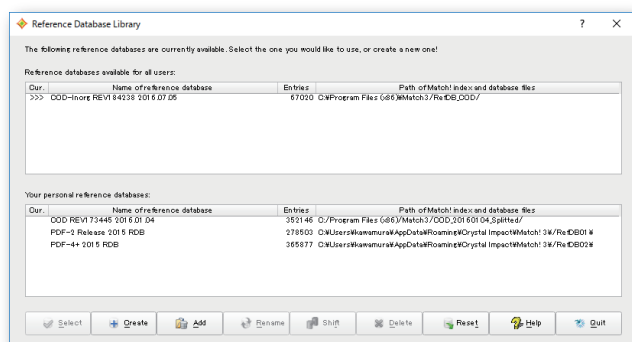 Reference Database Library
The following reference databases are currently available. Select the one you would like to use, or create a new one!
Reference databases available for all users:
Cur. Name of reference database Entries Path of Match! index and database files
>>> COD-Inorg REV184238 2016.07.05 67020 C:¥Program Files (x86)¥Match3/RefDB_COD/
Your personal reference databases:
Cur. Name of reference database Entries Path of Match! index and database files
COD REV173445 2016.01.04 352146 C:/Program Files (x86)/Match3/COD_20160104_Splitted/
PDF-2 Release 2015 RDB 278503 C:¥Users¥kawamura¥AppData¥Roaming¥Crystal Impact¥Match! 3¥/RefDB01¥
PDF-4+ 2015 RDB 365877 C:¥Users¥kawamura¥AppData¥Roaming¥Crystal Impact¥Match! 3¥/RefDB02¥
Select Create Add Rename Shift Delete Reset Help Quit